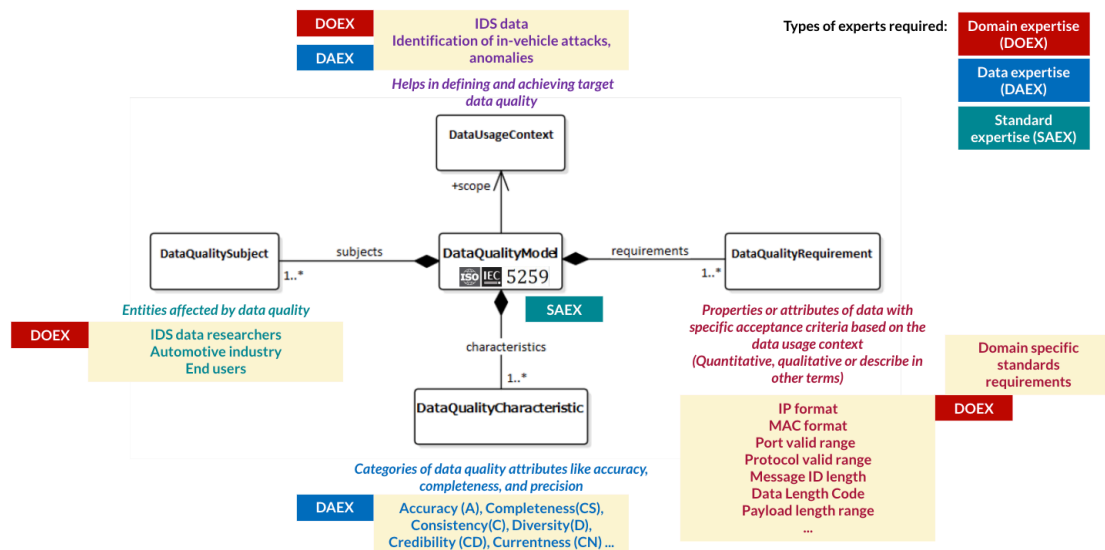 DOEX
DAEX
IDS data
Identification of in-vehicle attacks,
anomalies
Helps in defining and achieving target
data quality
Types of experts required:
Domain expertise
(DOEX)
Data expertise
(DAEX)
Standard
expertise (SAEX)
DataUsageContext
+scope
DataQualitySubject
subjects
1..*
DataQualityModel
ISO IEC 5259
requirements
1..*
DataQualityRequirement
SAEX
Entities affected by data quality
DOEX
IDS data researchers
Automotive industry
End users
characteristics
1..*
DataQualityCharacteristic
Properties or attributes of data with
specific acceptance criteria based on the
data usage context
(Quantitative, qualitative or describe in
other terms)
Domain specific
standards
requirements
DOEX
IP format
MAC format
Port valid range
Protocol valid range
Message ID length
Data Length Code
Payload length range
...
Categories of data quality attributes like accuracy,
completeness, and precision
DAEX
Accuracy (A), Completeness(CS),
Consistency(C), Diversity(D),
Credibility (CD), Currentness (CN) ...